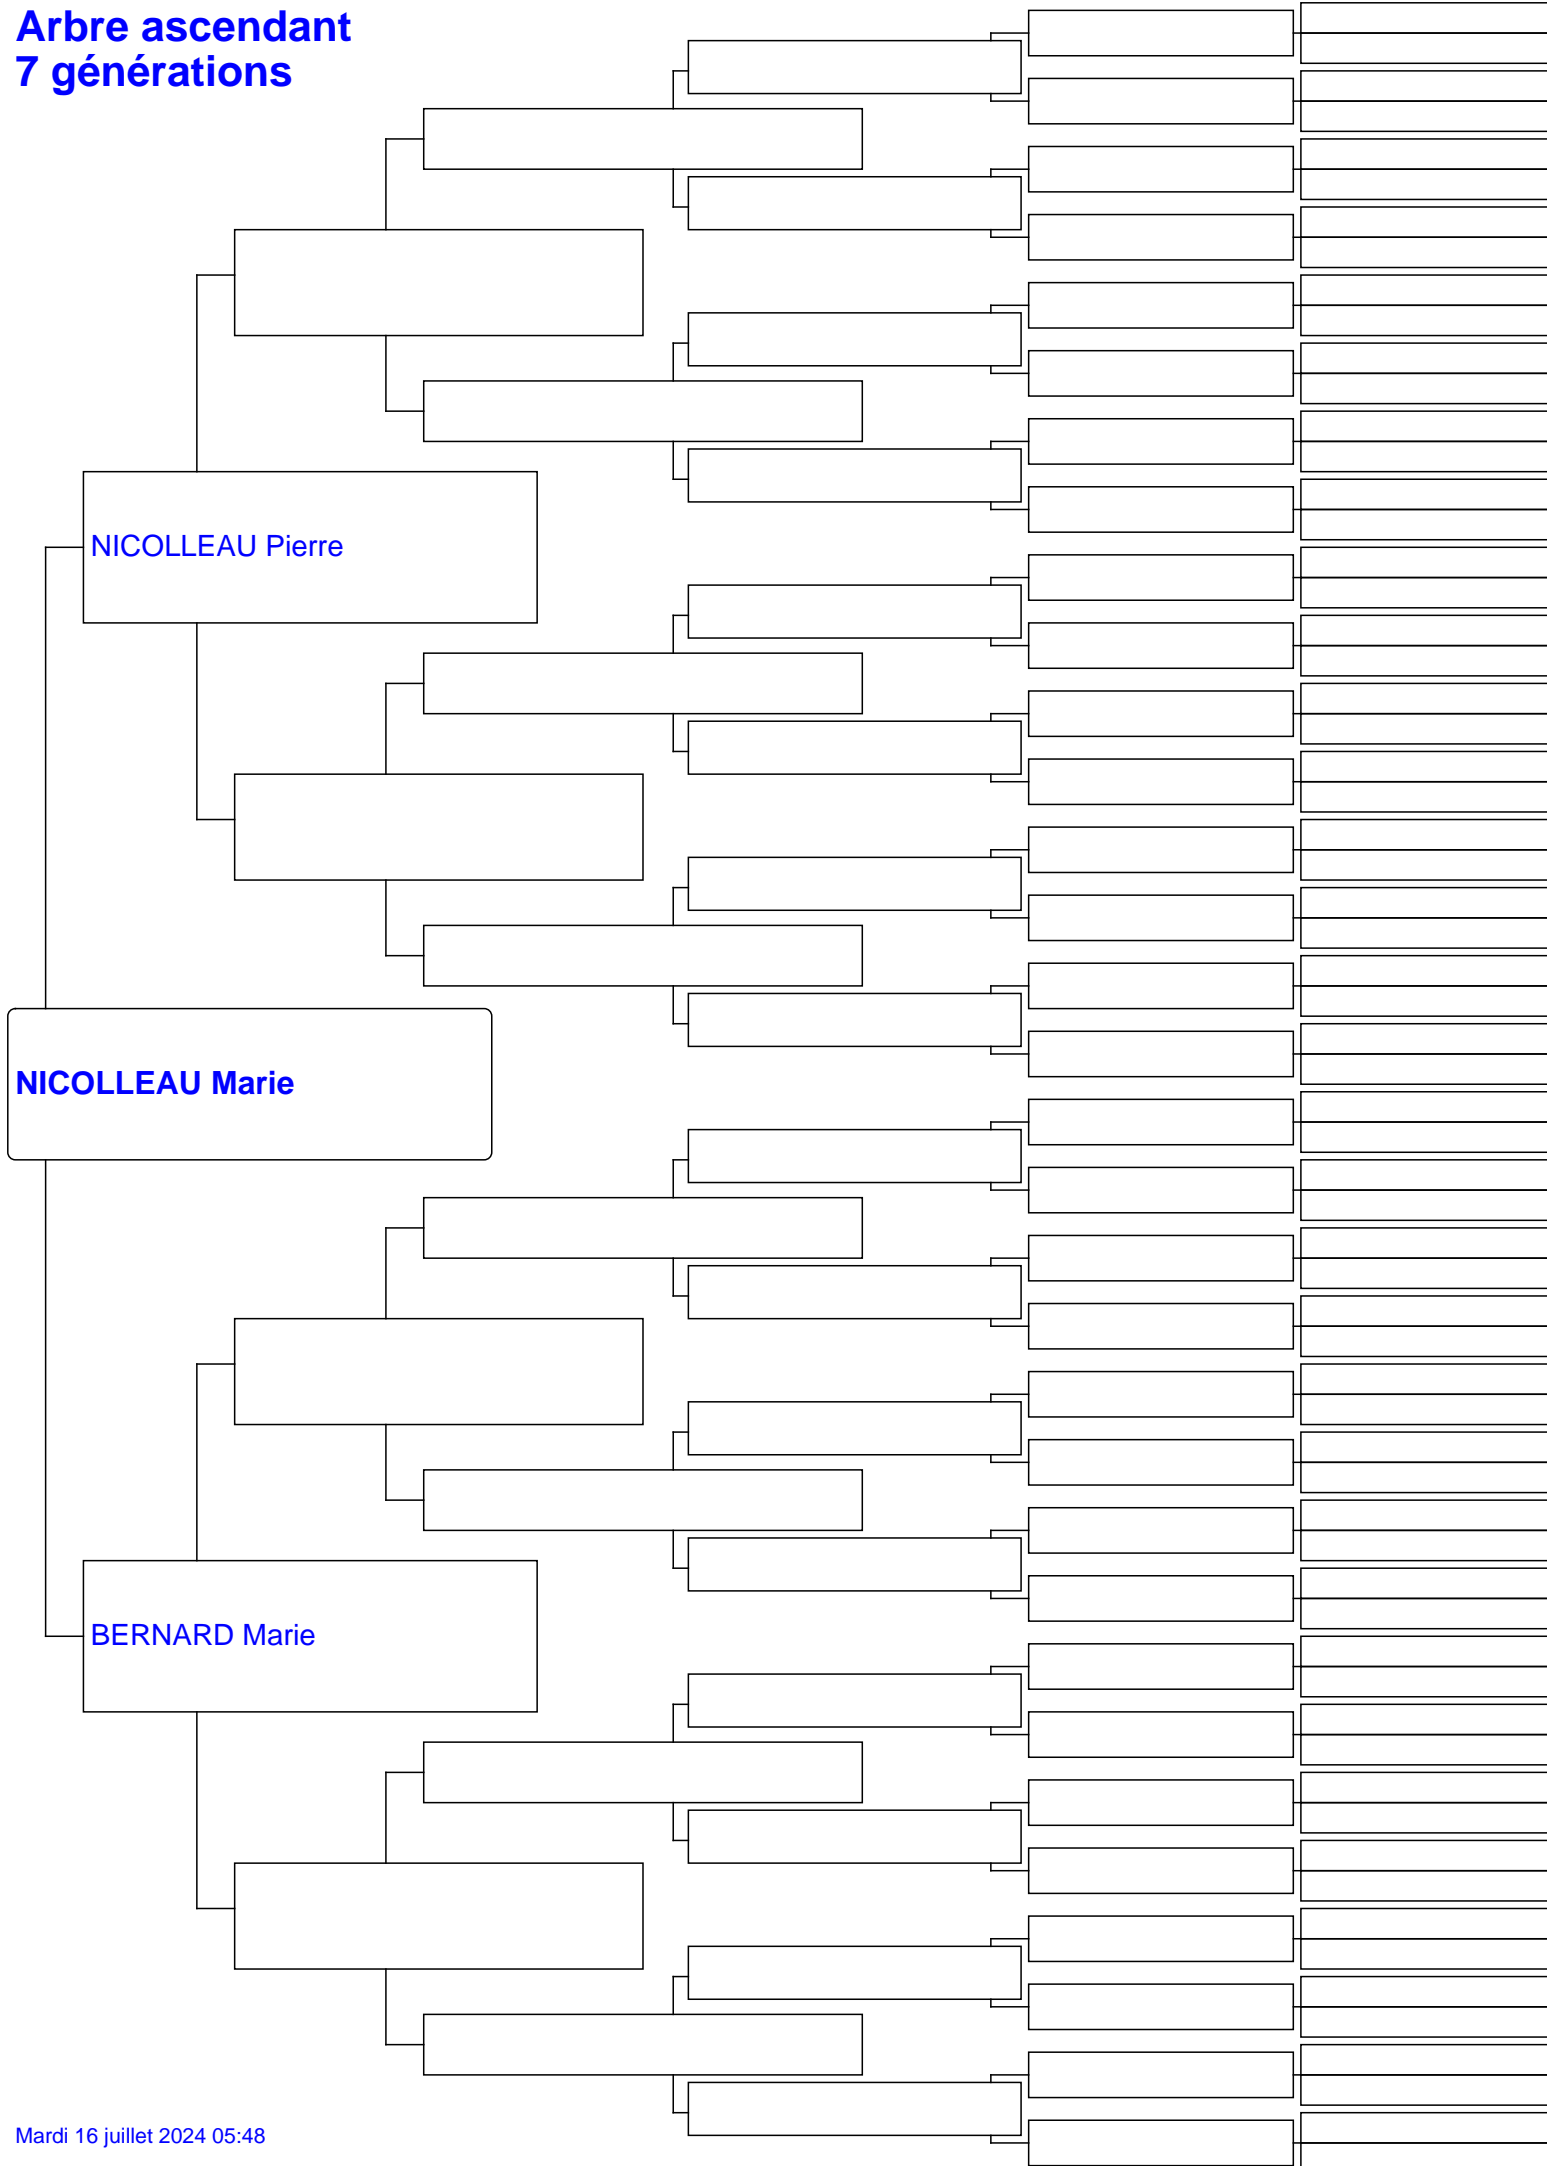 Arbre ascendant
7 générations
NICOLLEAU Pierre
NICOLLEAU Marie
BERNARD Marie
Mardi 16 juillet 2024 05:48